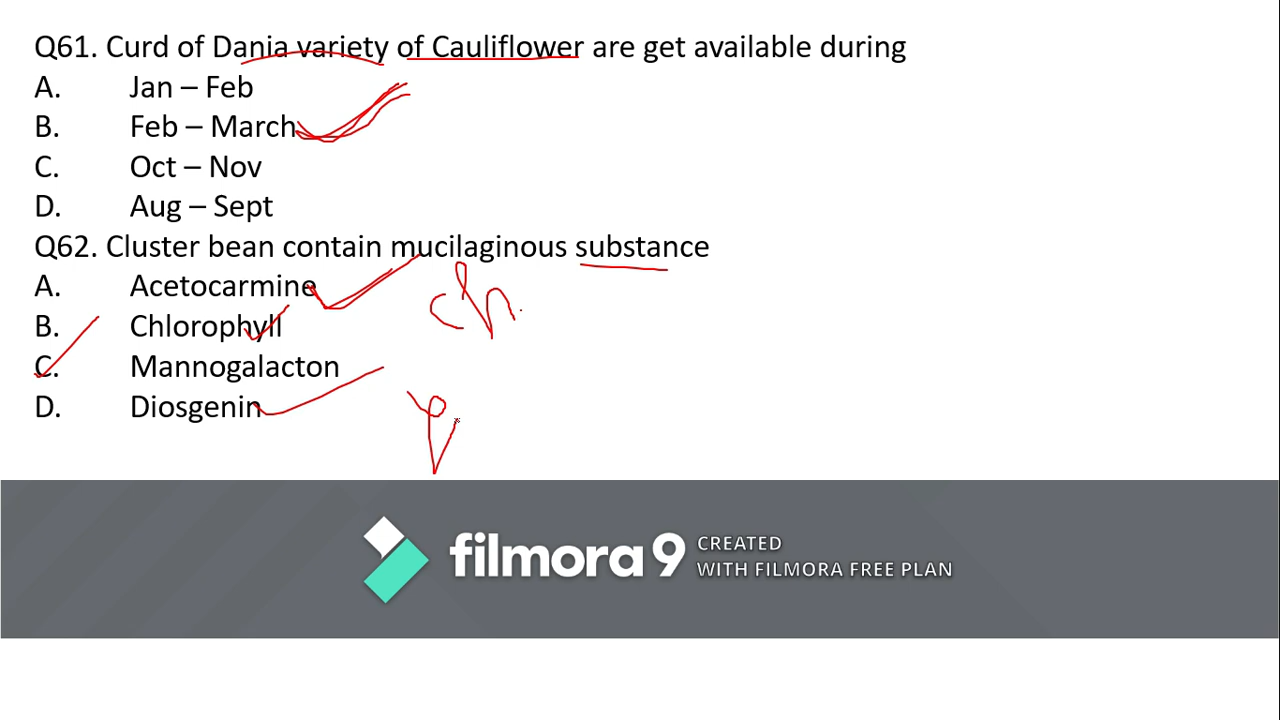 Q61. Curd of Dania variety of Cauliflower are get available during
A. Jan – Feb
B. Feb – March
C. Oct – Nov
D. Aug – Sept
Q62. Cluster bean contain mucilaginous substance
A. Acetocarmine
B. Chlorophyll
C. Mannogalacton
D. Diosgenin
filmora 9 CREATED
WITH FILMORA FREE PLAN